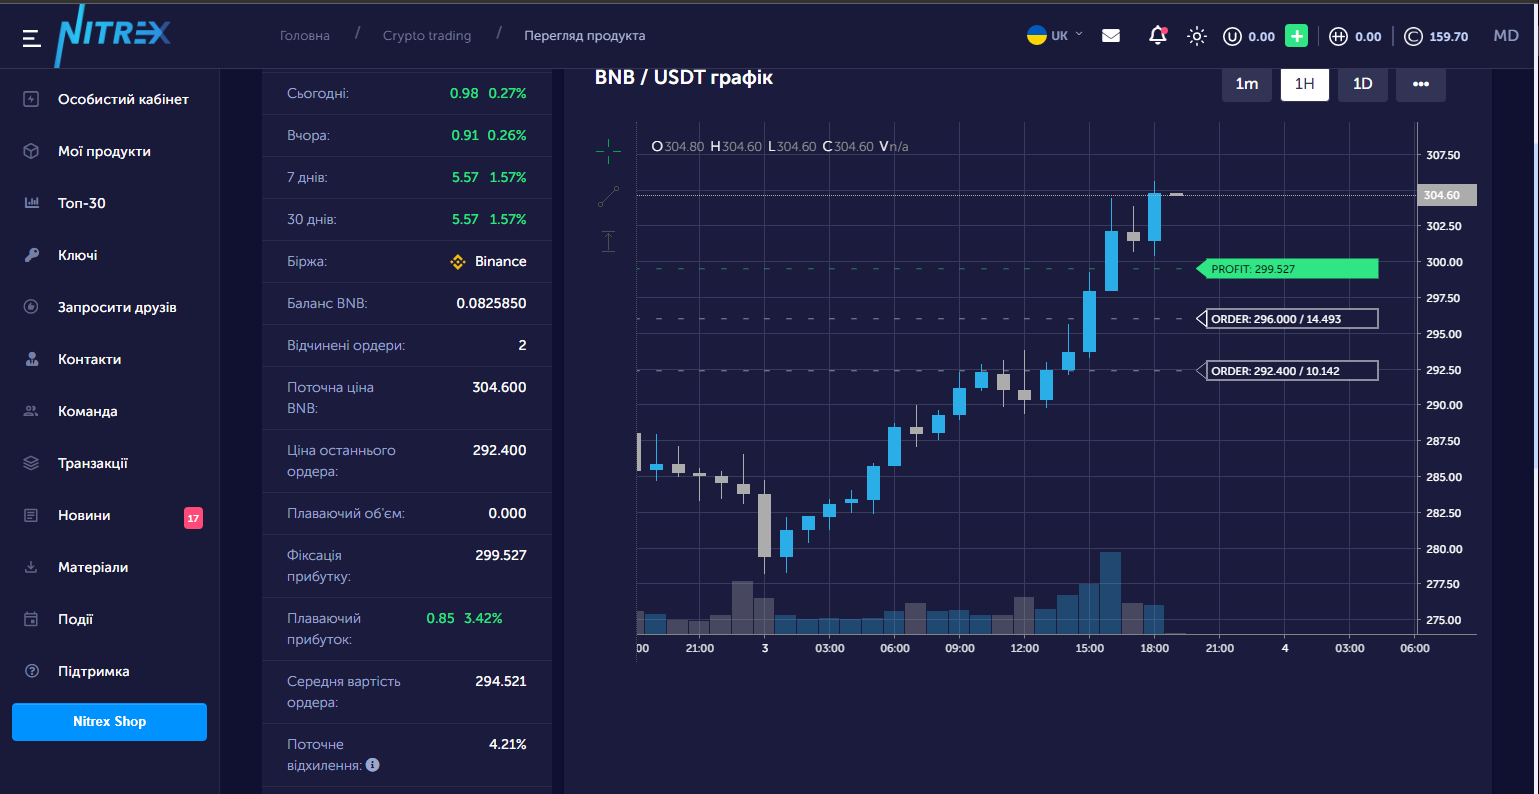 NITREX
Головна / Crypto trading / Перегляд продукта
UK
0.00
0.00
159.70
MD
Особистий кабінет
Мої продукти
Топ-30
Ключі
Запросити друзів
Контакти
Команда
Транзакції
Новини 17
Матеріали
Події
Підтримка
Nitrex Shop
Сьогодні: 0.98 0.27%
Вчора: 0.91 0.26%
7 днів: 5.57 1.57%
30 днів: 5.57 1.57%
Біржа: Binance
Баланс BNB: 0.0825850
Відчинені ордери: 2
Поточна ціна 304.600
BNB:
Ціна останнього 292.400
ордера:
Плаваючий об'єм: 0.000
Фіксація 299.527
прибутку:
Плаваючий 0.85 3.42%
прибуток:
Середня вартість 294.521
ордера:
Поточне 4.21%
відхилення:
BNB / USDT графік
1m 1H 1D •••
O304.80 H304.60 L304.60 C304.60 Vn/a
307.50
304.60
302.50
300.00
297.50
295.00
292.50
290.00
287.50
285.00
282.50
280.00
277.50
275.00
PROFIT: 299.527
ORDER: 296.000 / 14.493
ORDER: 292.400 / 10.142
00 21:00 3 03:00 06:00 09:00 12:00 15:00 18:00 21:00 4 03:00 06:00